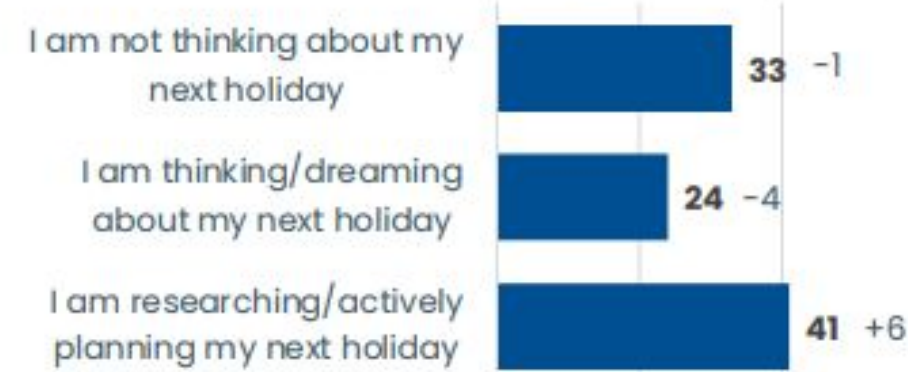 I am not thinking about my
next holiday
33 -1
I am thinking/dreaming
about my next holiday
24 -4
I am researching/actively
planning my next holiday
41 +6